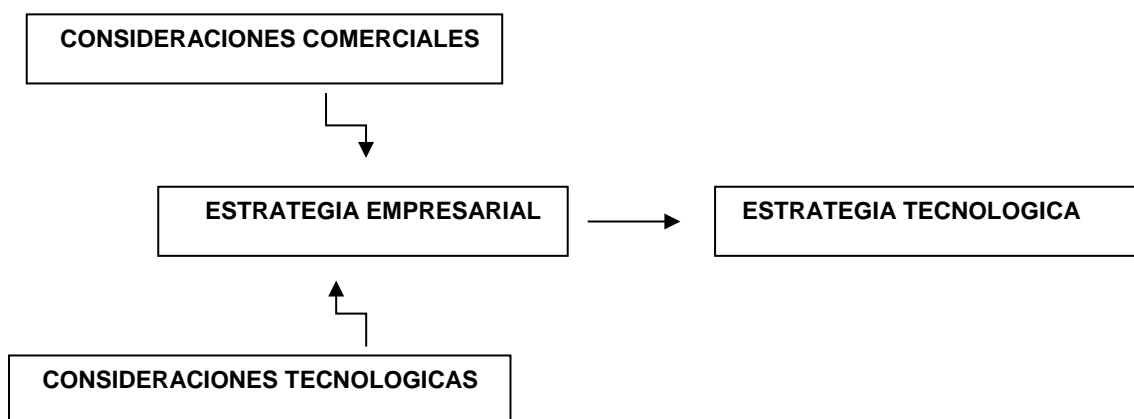 CONSIDERACIONES COMERCIALES
ESTRATEGIA EMPRESARIAL
ESTRATEGIA TECNOLOGICA
CONSIDERACIONES TECNOLOGICAS